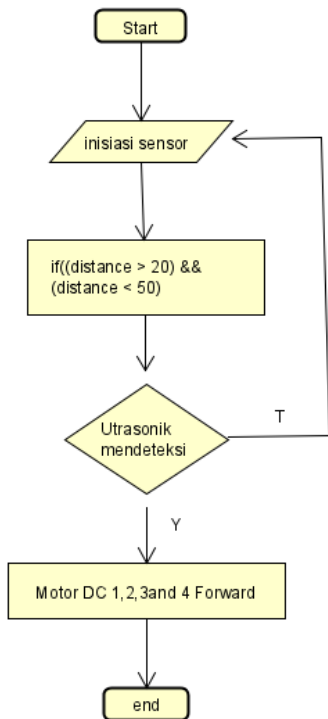 Start
inisiasi sensor
if((distance > 20) &&
(distance < 50)
Utrasonik
mendeteksi
T
Y
Motor DC 1,2,3and 4 Forward
end